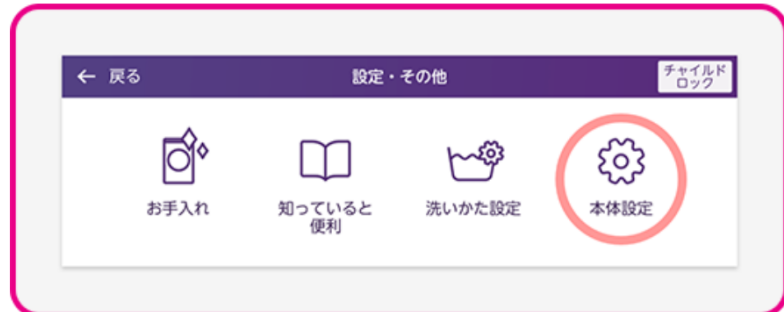 ← 戻る
設定・その他
チャイルド
ロック
お手入れ
知っていると
便利
洗いかた設定
本体設定